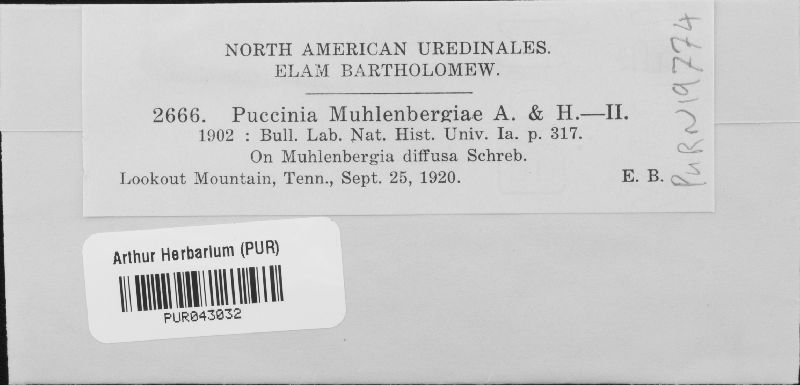 NORTH AMERICAN UREDINALES.
ELAM BARTHOLOMEW.
2666. Puccinia Muhlenbergiae A. & H.—II.
1902 : Bull. Lab. Nat. Hist. Univ. Ia. p. 317.
On Muhlenbergia diffusa Schreb.
Lookout Mountain, Tenn., Sept. 25, 1920. E. B.
PURN19774
Arthur Herbarium (PUR)
PUR043032